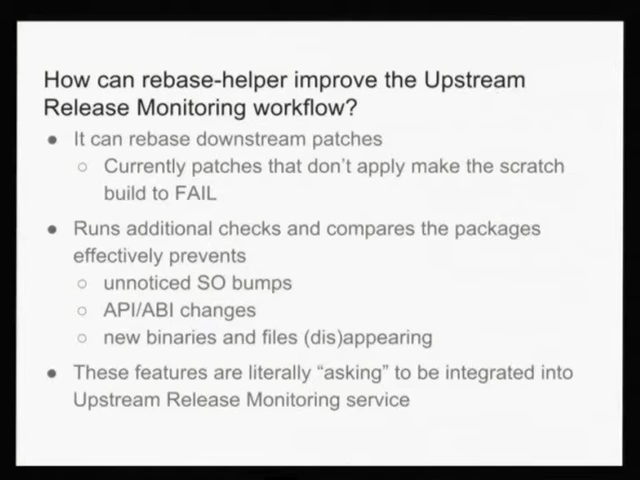 How can rebase-helper improve the Upstream
Release Monitoring workflow?
● It can rebase downstream patches
○ Currently patches that don't apply make the scratch
build to FAIL
● Runs additional checks and compares the packages
effectively prevents
○ unnoticed SO bumps
○ API/ABI changes
○ new binaries and files (dis)appearing
● These features are literally “asking” to be integrated into
Upstream Release Monitoring service